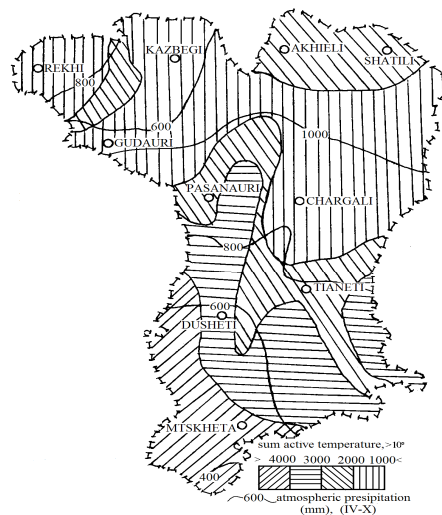 KAZBEGI
AKHIELI
SHATILI
REKHI
800
600
1000
GUDAURI
PASANAURI
CHARGALI
800
TIANETI
600
DUSHETI
MTSKHETA
sum active temperature,>10°
> 4000 3000 2000 1000<
400
600 atmospheric presipitation
(mm), (IV-X)